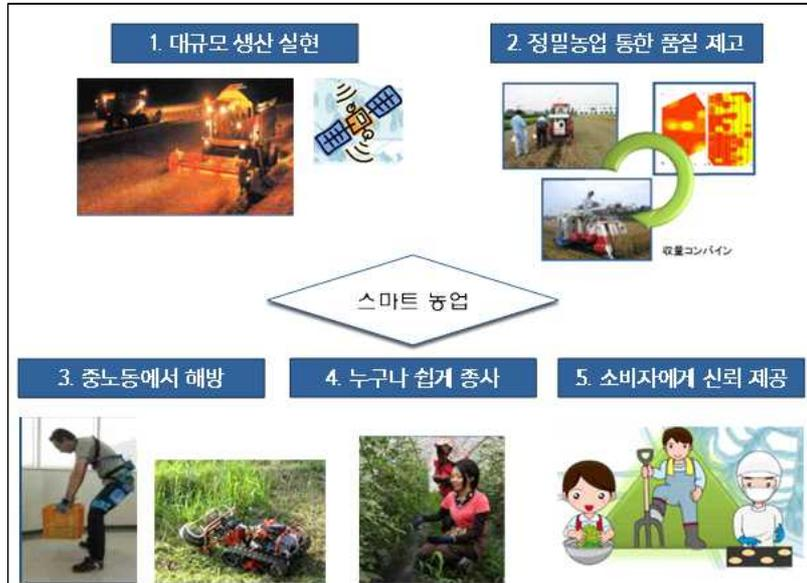 1. 대규모 생산 실현
2. 정밀농업 통한 품질 제고
収量コンバイン
스마트 농업
3. 중노동에서 해방
4. 누구나 쉽게 종사
5. 소비자에게 신뢰 제공